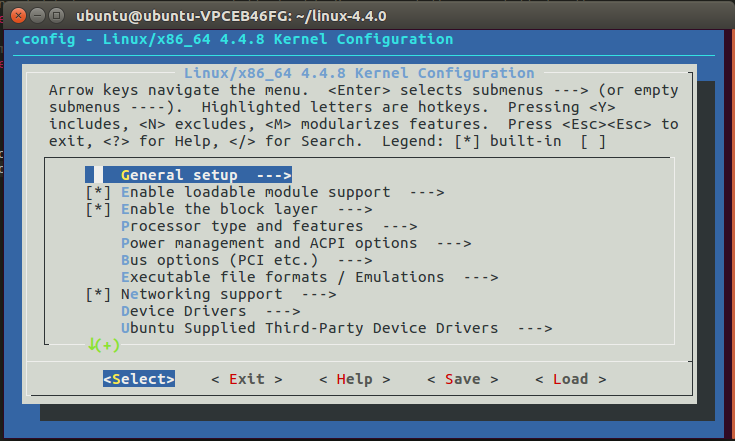 ubuntu@ubuntu-VPCEB46FG: ~/linux-4.4.0
.config - Linux/x86_64 4.4.8 Kernel Configuration
Linux/x86_64 4.4.8 Kernel Configuration
Arrow keys navigate the menu.  <Enter> selects submenus ---> (or empty
submenus ----).  Highlighted letters are hotkeys.  Pressing <Y>
includes, <N> excludes, <M> modularizes features.  Press <Esc><Esc> to
exit, <?> for Help, </> for Search.  Legend: [*] built-in  [ ]
General setup  --->
[*] Enable loadable module support  --->
[*] Enable the block layer  --->
Processor type and features  --->
Power management and ACPI options  --->
Bus options (PCI etc.)  --->
Executable file formats / Emulations  --->
[*] Networking support  --->
Device Drivers  --->
Ubuntu Supplied Third-Party Device Drivers  --->
↓(+)
<Select>    < Exit >    < Help >    < Save >    < Load >